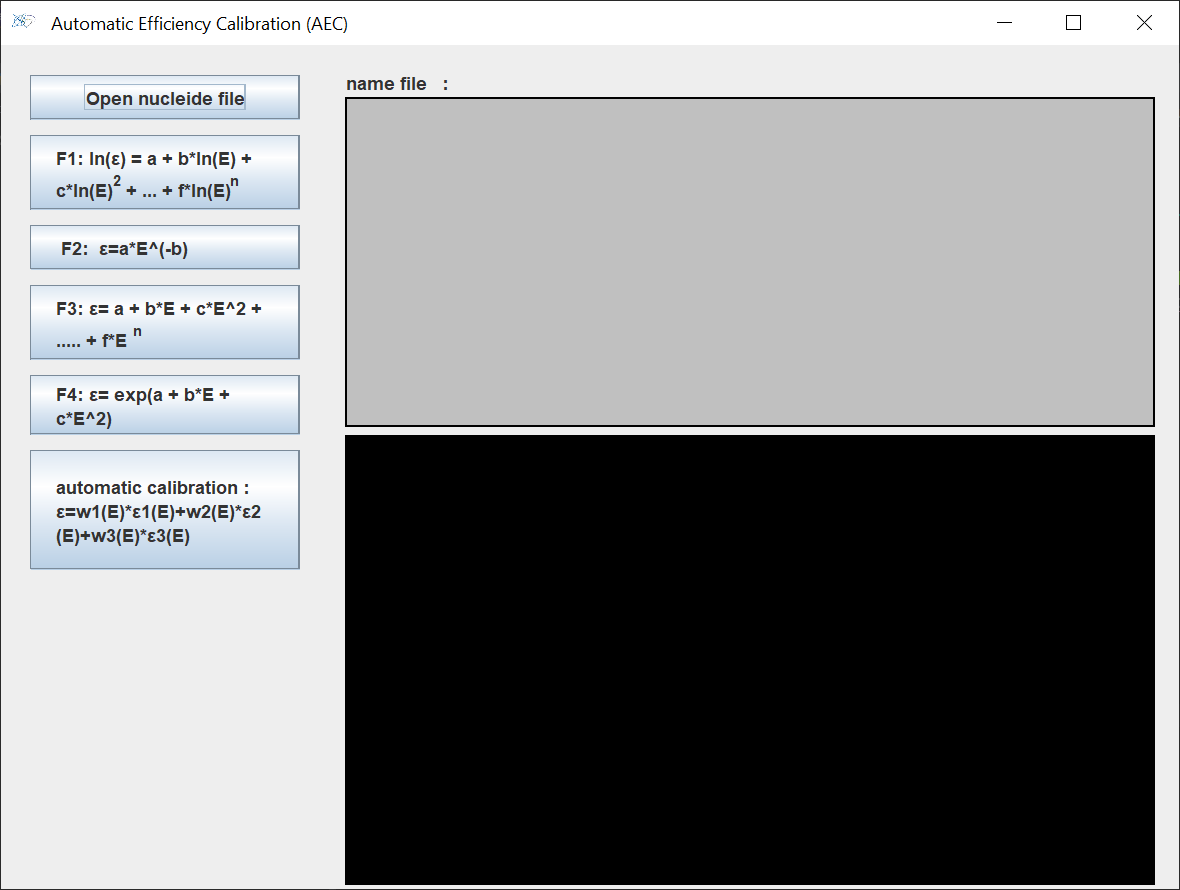 Automatic Efficiency Calibration (AEC)
Open nucleide file
F1: ln(ε) = a + b*ln(E) +
c*ln(E)^2 + ... + f*ln(E)^n
F2:  ε=a*E^(-b)
F3: ε= a + b*E + c*E^2 +
..... + f*E ^n
F4: ε= exp(a + b*E +
c*E^2)
automatic calibration :
ε=w1(E)*ε1(E)+w2(E)*ε2
(E)+w3(E)*ε3(E)
name file   :